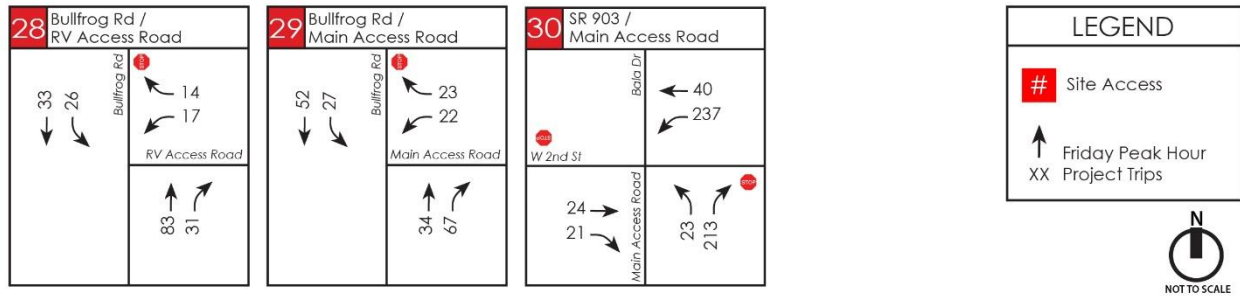 28 Bullfrog Rd /
RV Access Road
33
26
Bullfrog Rd
STOP
14
17
RV Access Road
83
31
29 Bullfrog Rd /
Main Access Road
52
27
Bullfrog Rd
STOP
23
22
Main Access Road
34
67
30 SR 903 /
Main Access Road
Bala Dr
40
237
STOP
W 2nd St
24
21
Main Access Road
23
213
STOP
LEGEND
# Site Access
Friday Peak Hour
XX Project Trips
N
NOT TO SCALE